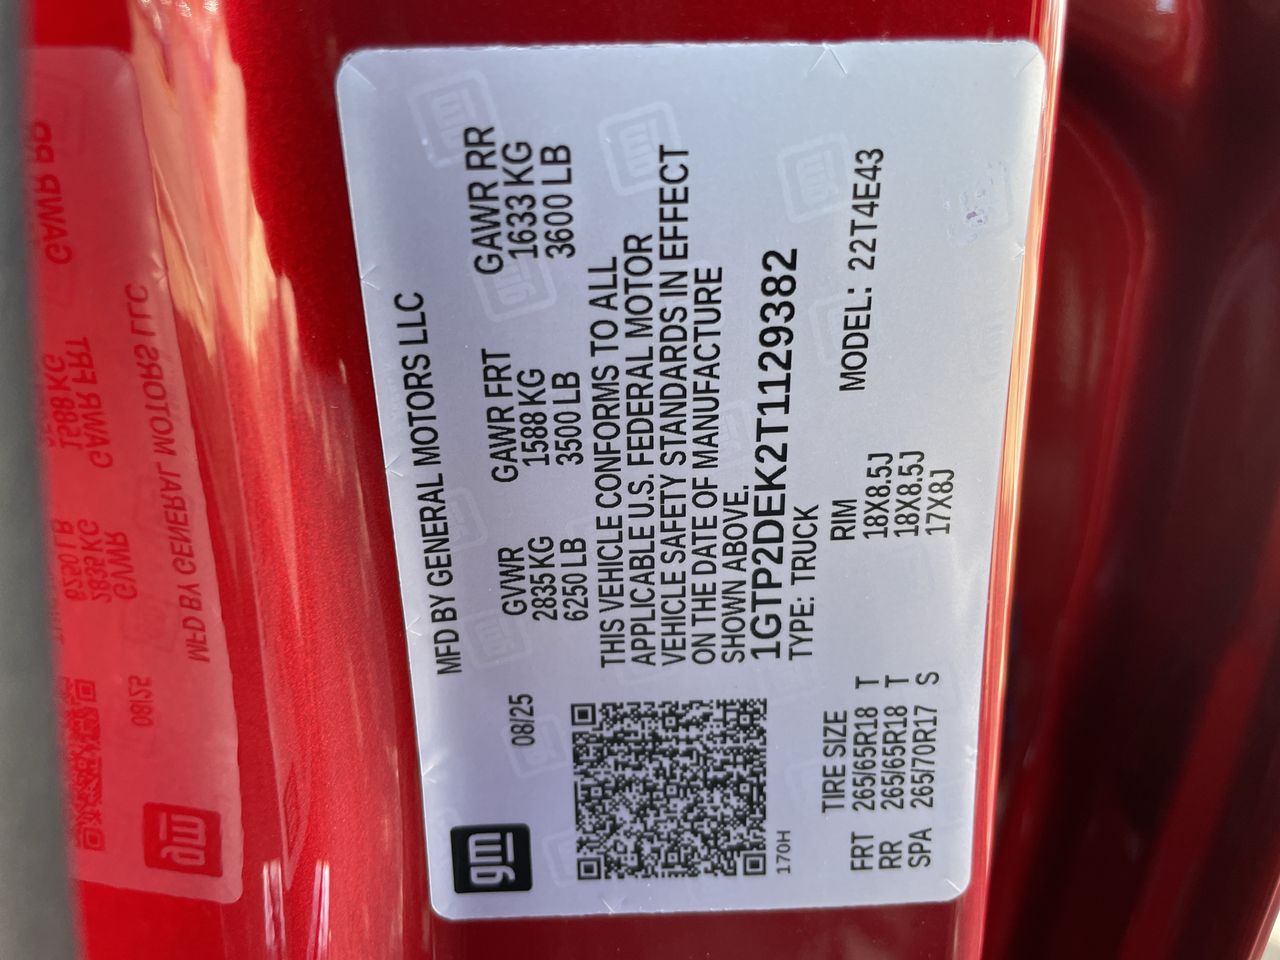 MFD BY GENERAL MOTORS LLC
gm
08/25
GVWR GAWR FRT GAWR RR
2835 KG 1588 KG 1633 KG
6250 LB 3500 LB 3600 LB
THIS VEHICLE CONFORMS TO ALL
APPLICABLE U.S. FEDERAL MOTOR
VEHICLE SAFETY STANDARDS IN EFFECT
ON THE DATE OF MANUFACTURE
SHOWN ABOVE.
1GTP2DEK2T1129382
170H
TYPE: TRUCK
TIRE SIZE RIM MODEL: 22T4E43
FRT 265/65R18 T 18X8.5J
RR 265/65R18 T 18X8.5J
SPA 265/70R17 S 17X8J